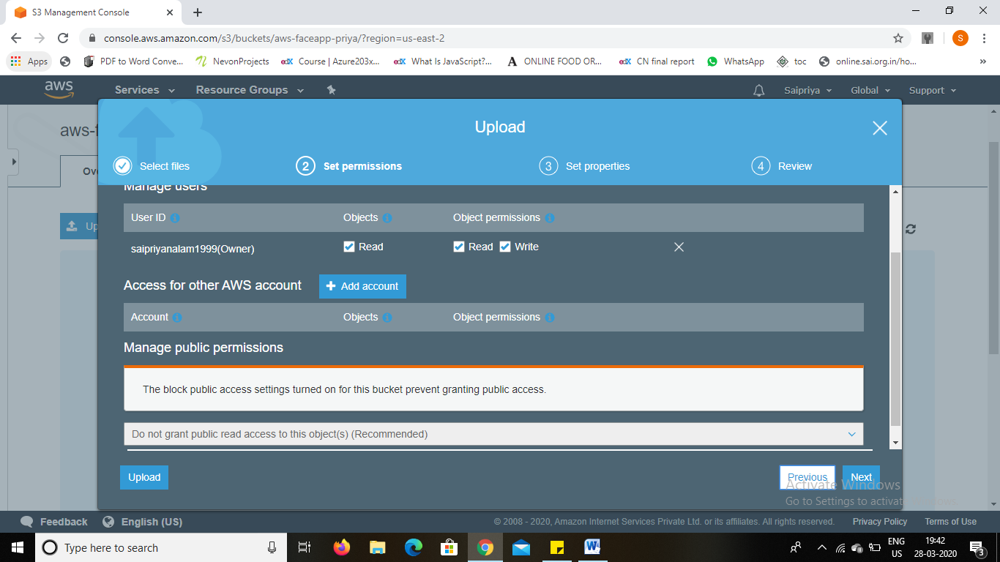 S3 Management Console
console.aws.amazon.com/s3/buckets/aws-faceapp-priya/?region=us-east-2
S
Apps PDF to Word Conve... NevonProjects edX Course | Azure203x... edX What Is JavaScript?... A ONLINE FOOD OR... edX CN final report WhatsApp toc online.sai.org.in/ho... »
aws Services Resource Groups Saipriya Global Support
aws-f
Upload
Select files 2 Set permissions 3 Set properties 4 Review
Ov
Manage users
User ID Objects Object permissions
Up
saipriyanalam1999(Owner) Read Read Write
Access for other AWS account + Add account
Account Objects Object permissions
Manage public permissions
The block public access settings turned on for this bucket prevent granting public access.
Do not grant public read access to this object(s) (Recommended)
Upload Previous Next
Activate Windows
Go to Settings to activate
Feedback English (US) © 2008 - 2020, Amazon Internet Services Private Ltd. or its affiliates. All rights reserved. Privacy Policy Terms of Use
Type here to search W ENG 19:42
US 28-03-2020 3